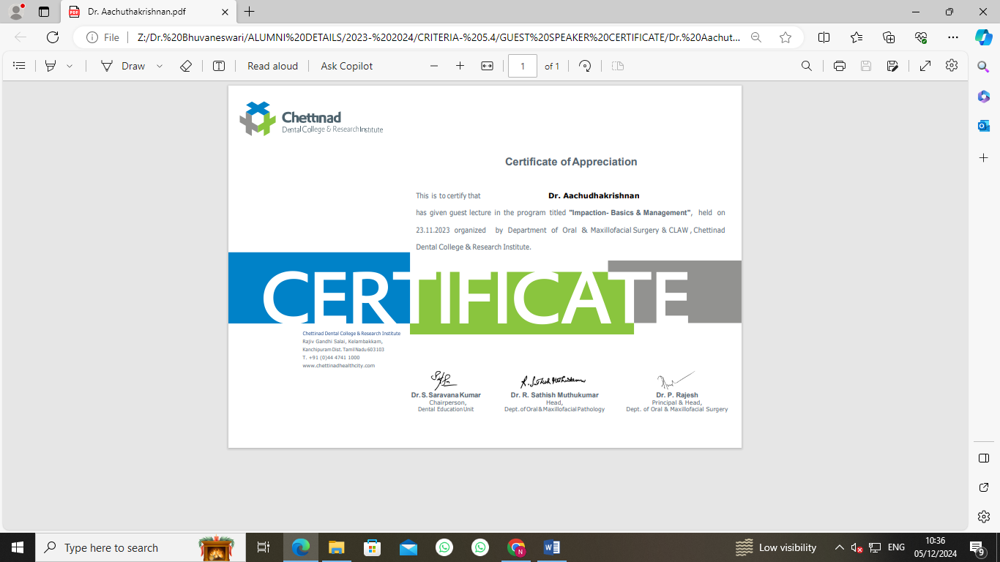 Dr. Aachuthakrishnan.pdf
File
Z:/Dr.%20Bhuvaneswari/ALUMNI%20DETAILS/2023-%202024/CRITERIA-%205.4/GUEST%20SPEAKER%20CERTIFICATE/Dr.%20Aachut...
Draw
Read aloud
Ask Copilot
1 of 1
Chettinad
Dental College & Research Institute
Certificate of Appreciation
This is to certify that Dr. Aachudhakrishnan
has given guest lecture in the program titled "Impaction- Basics & Management", held on
23.11.2023 organized by Department of Oral & Maxillofacial Surgery & CLAW , Chettinad
Dental College & Research Institute.
CERTIFICATE
Chettinad Dental College & Research Institute
Rajiv Gandhi Salai, Kelambakkam,
Kanchipuram Dist. Tamil Nadu 603 103
T. +91 (0)44 4741 1000
www.chettinadhealthcity.com
R. Sathish Muthukumar
Dr. S. Saravana Kumar
Chairperson,
Dental Education Unit
Dr. R. Sathish Muthukumar
Head,
Dept. of Oral & Maxillofacial Pathology
Dr. P. Rajesh
Principal & Head,
Dept. of Oral & Maxillofacial Surgery
Type here to search
Low visibility
ENG
10:36
05/12/2024
9